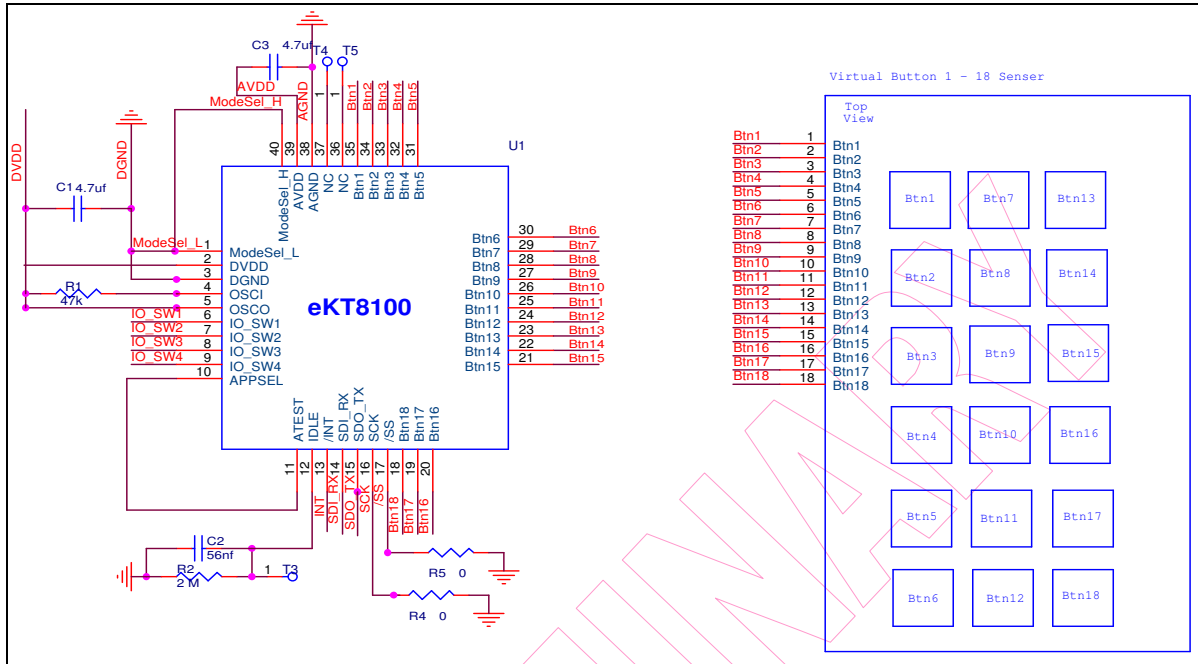 C3
4.7uf
T4
T5
AVDD
ModeSel_H
AGND
1
1
Btn1
Btn2
Btn3
Btn4
Btn5
40
39
38
37
36
35
34
33
32
31
ModeSel_H
AVDD
AGND
NC
NC
Btn1
Btn2
Btn3
Btn4
Btn5
U1
DVDD
DGND
C1
4.7uf
ModeSel_L
1
2
3
4
5
6
7
8
9
10
R1
47k
IO_SW1
IO_SW2
IO_SW3
IO_SW4
ModeSel_L
DVDD
DGND
OSCI
OSCO
IO_SW1
IO_SW2
IO_SW3
IO_SW4
APPSEL
eKT8100
Btn6 30 Btn6
Btn7 29 Btn7
Btn8 28 Btn8
Btn9 27 Btn9
Btn10 26 Btn10
Btn11 25 Btn11
Btn12 24 Btn12
Btn13 23 Btn13
Btn14 22 Btn14
Btn15 21 Btn15
ATEST
IDLE
/INT
SDI_RX
SDO_TX
SCK
/SS
Btn18
Btn17
Btn16
11
12
13
14
15
16
17
18
19
20
INT
SDI_RX
SDO_TX
SCK
/SS
Btn18
Btn17
Btn16
C2
56nf
R2
2 M
1
T3
R5 0
R4 0
Virtual Button 1 - 18 Senser
Top
View
Btn1 1 Btn1
Btn2 2 Btn2
Btn3 3 Btn3
Btn4 4 Btn4
Btn5 5 Btn5
Btn6 6 Btn6
Btn7 7 Btn7
Btn8 8 Btn8
Btn9 9 Btn9
Btn10 10 Btn10
Btn11 11 Btn11
Btn12 12 Btn12
Btn13 13 Btn13
Btn14 14 Btn14
Btn15 15 Btn15
Btn16 16 Btn16
Btn17 17 Btn17
Btn18 18 Btn18
Btn1 Btn7 Btn13
Btn2 Btn8 Btn14
Btn3 Btn9 Btn15
Btn4 Btn10 Btn16
Btn5 Btn11 Btn17
Btn6 Btn12 Btn18